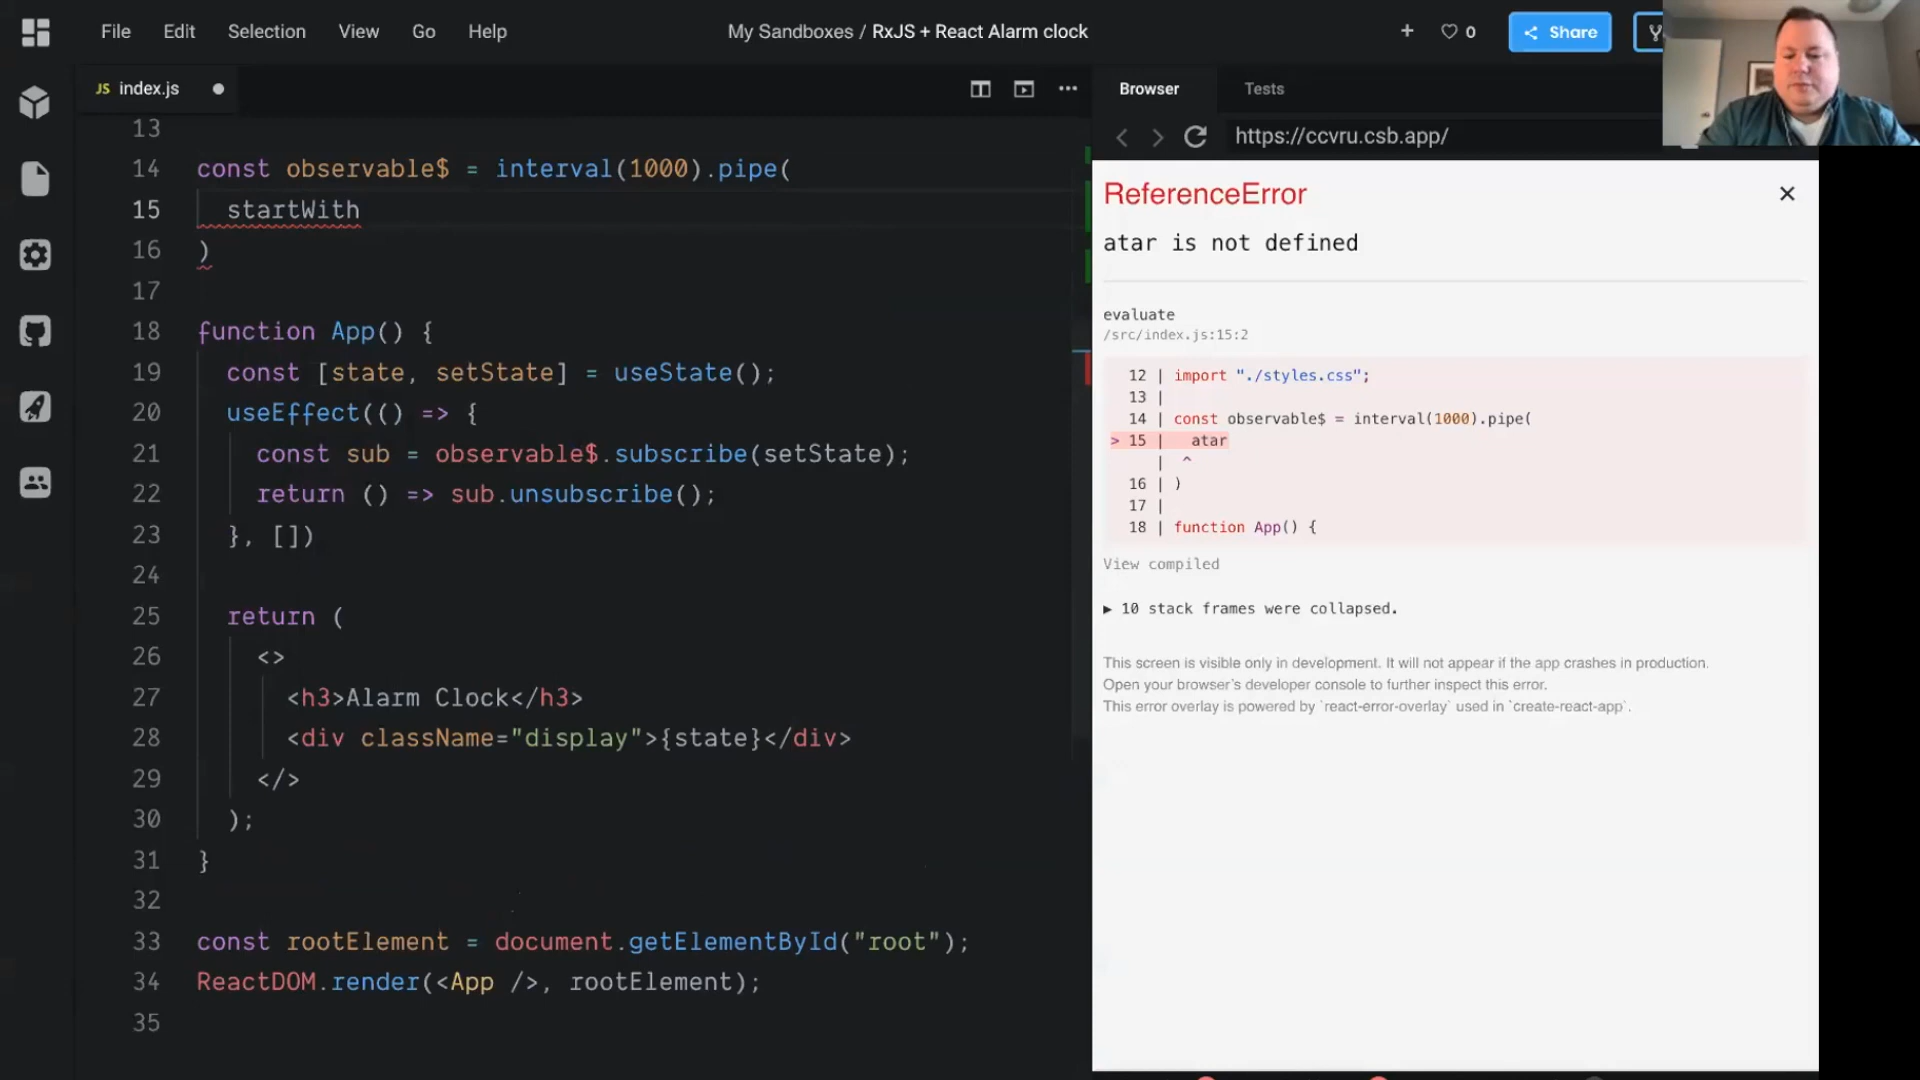 File Edit Selection View Go Help
My Sandboxes / RxJS + React Alarm clock
+ 0 Share
JS index.js
13
14 const observable$ = interval(1000).pipe(
15 startWith
16 )
17
18 function App() {
19 const [state, setState] = useState();
20 useEffect(() => {
21 const sub = observable$.subscribe(setState);
22 return () => sub.unsubscribe();
23 }, [])
24
25 return (
26 <>
27 <h3>Alarm Clock</h3>
28 <div className="display">{state}</div>
29 </>
30 );
31 }
32
33 const rootElement = document.getElementById("root");
34 ReactDOM.render(<App />, rootElement);
35
Browser Tests
https://ccvru.csb.app/
ReferenceError
atar is not defined
evaluate
/src/index.js:15:2
12 | import "./styles.css";
13 |
14 | const observable$ = interval(1000).pipe(
> 15 | atar
| ^
16 | )
17 |
18 | function App() {
View compiled
▶ 10 stack frames were collapsed.
This screen is visible only in development. It will not appear if the app crashes in production.
Open your browser's developer console to further inspect this error.
This error overlay is powered by `react-error-overlay` used in `create-react-app`.